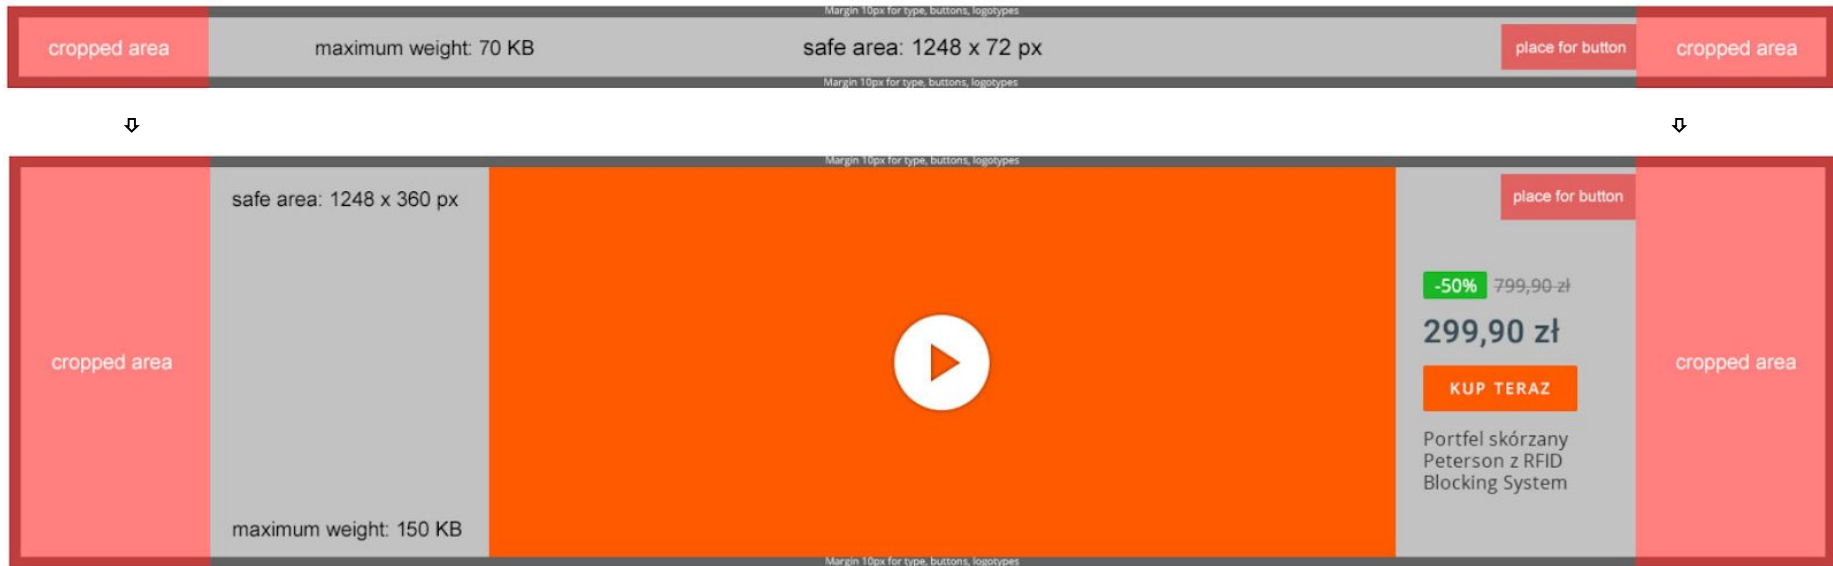 Margin 10px for type, buttons, logotypes
cropped area
maximum weight: 70 KB
safe area: 1248 x 72 px
place for button
cropped area
Margin 10px for type, buttons, logotypes
Margin 10px for type, buttons, logotypes
safe area: 1248 x 360 px
place for button
-50% 799,90 zł
299,90 zł
cropped area
cropped area
KUP TERAZ
Portfel skórzany
Peterson z RFID
Blocking System
maximum weight: 150 KB
Margin 10px for type, buttons, logotypes